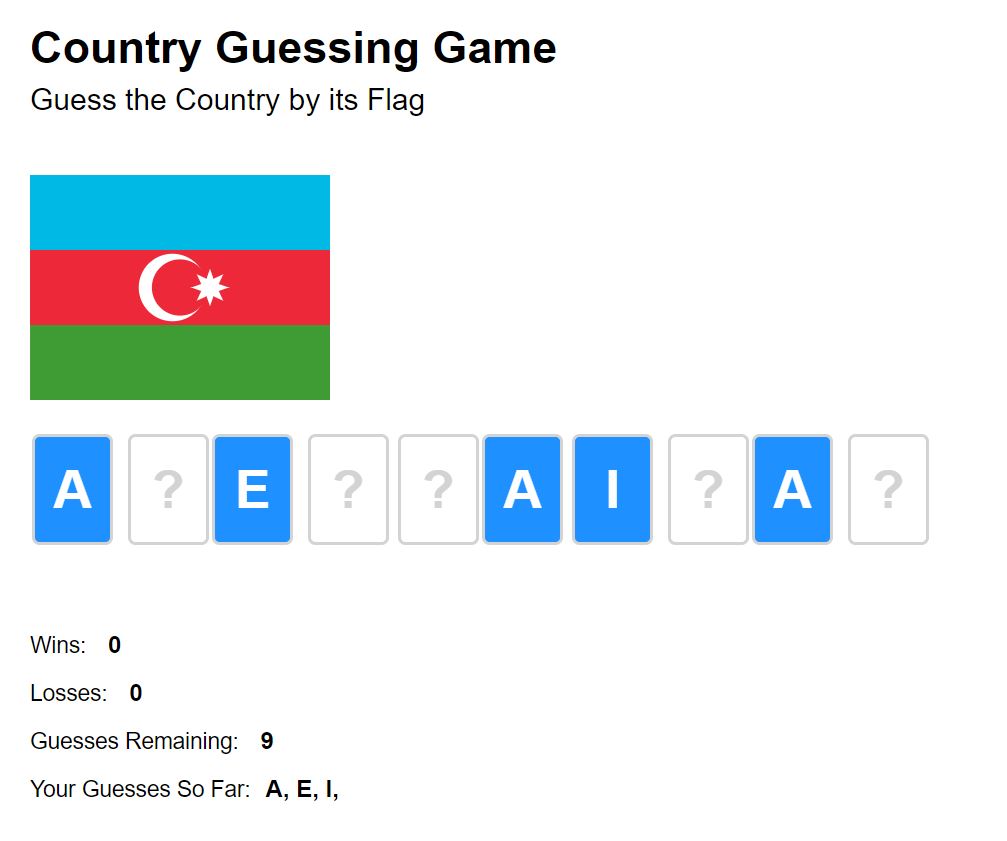 Country Guessing Game
Guess the Country by its Flag
A ? E ? ? A I ? A ?
Wins: 0
Losses: 0
Guesses Remaining: 9
Your Guesses So Far: A, E, I,